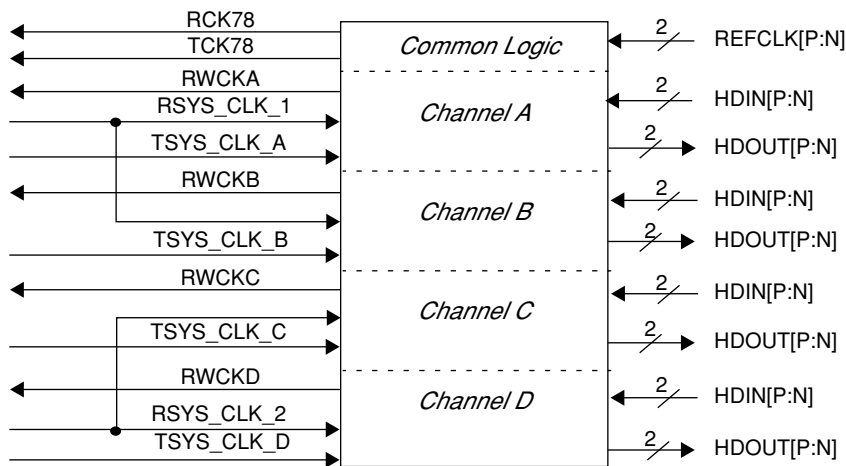 RCK78
TCK78
Common Logic
2
REFCLK[P:N]
RWCKA
RSYS_CLK_1
Channel A
2
HDIN[P:N]
TSYS_CLK_A
2
HDOUT[P:N]
RWCKB
Channel B
2
HDIN[P:N]
TSYS_CLK_B
2
HDOUT[P:N]
RWCKC
Channel C
2
HDIN[P:N]
TSYS_CLK_C
2
HDOUT[P:N]
RWCKD
Channel D
2
HDIN[P:N]
RSYS_CLK_2
TSYS_CLK_D
2
HDOUT[P:N]